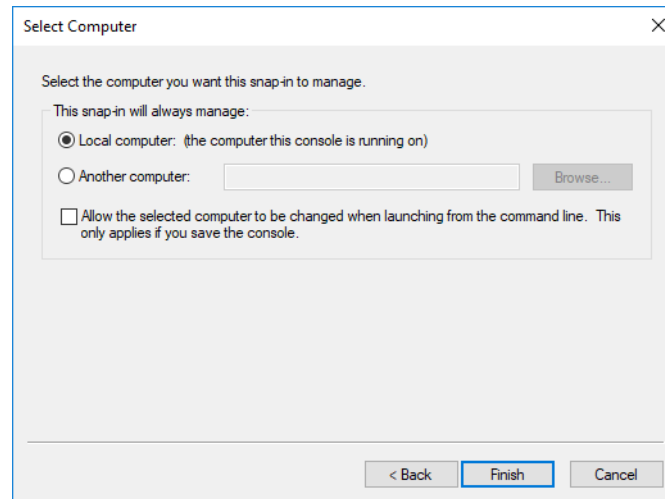 Select Computer
Select the computer you want this snap-in to manage.
This snap-in will always manage:
Local computer: (the computer this console is running on)
Another computer:
Browse...
Allow the selected computer to be changed when launching from the command line. This
only applies if you save the console.
< Back
Finish
Cancel